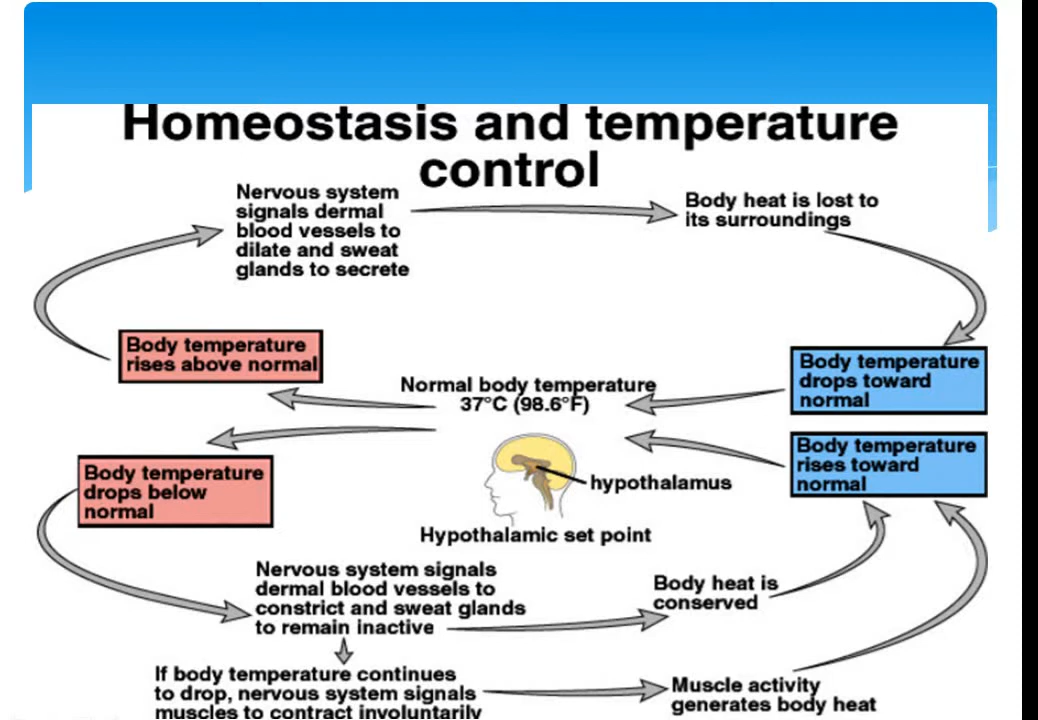 Homeostasis and temperature
control
Nervous system
signals dermal
blood vessels to
dilate and sweat
glands to secrete
Body heat is lost to
its surroundings
Body temperature
rises above normal
Body temperature
drops toward
normal
Normal body temperature
37°C (98.6°F)
Body temperature
drops below
normal
Body temperature
rises toward
normal
hypothalamus
Hypothalamic set point
Nervous system signals
dermal blood vessels to
constrict and sweat glands
to remain inactive
Body heat is
conserved
If body temperature continues
to drop, nervous system signals
muscles to contract involuntarily
Muscle activity
generates body heat